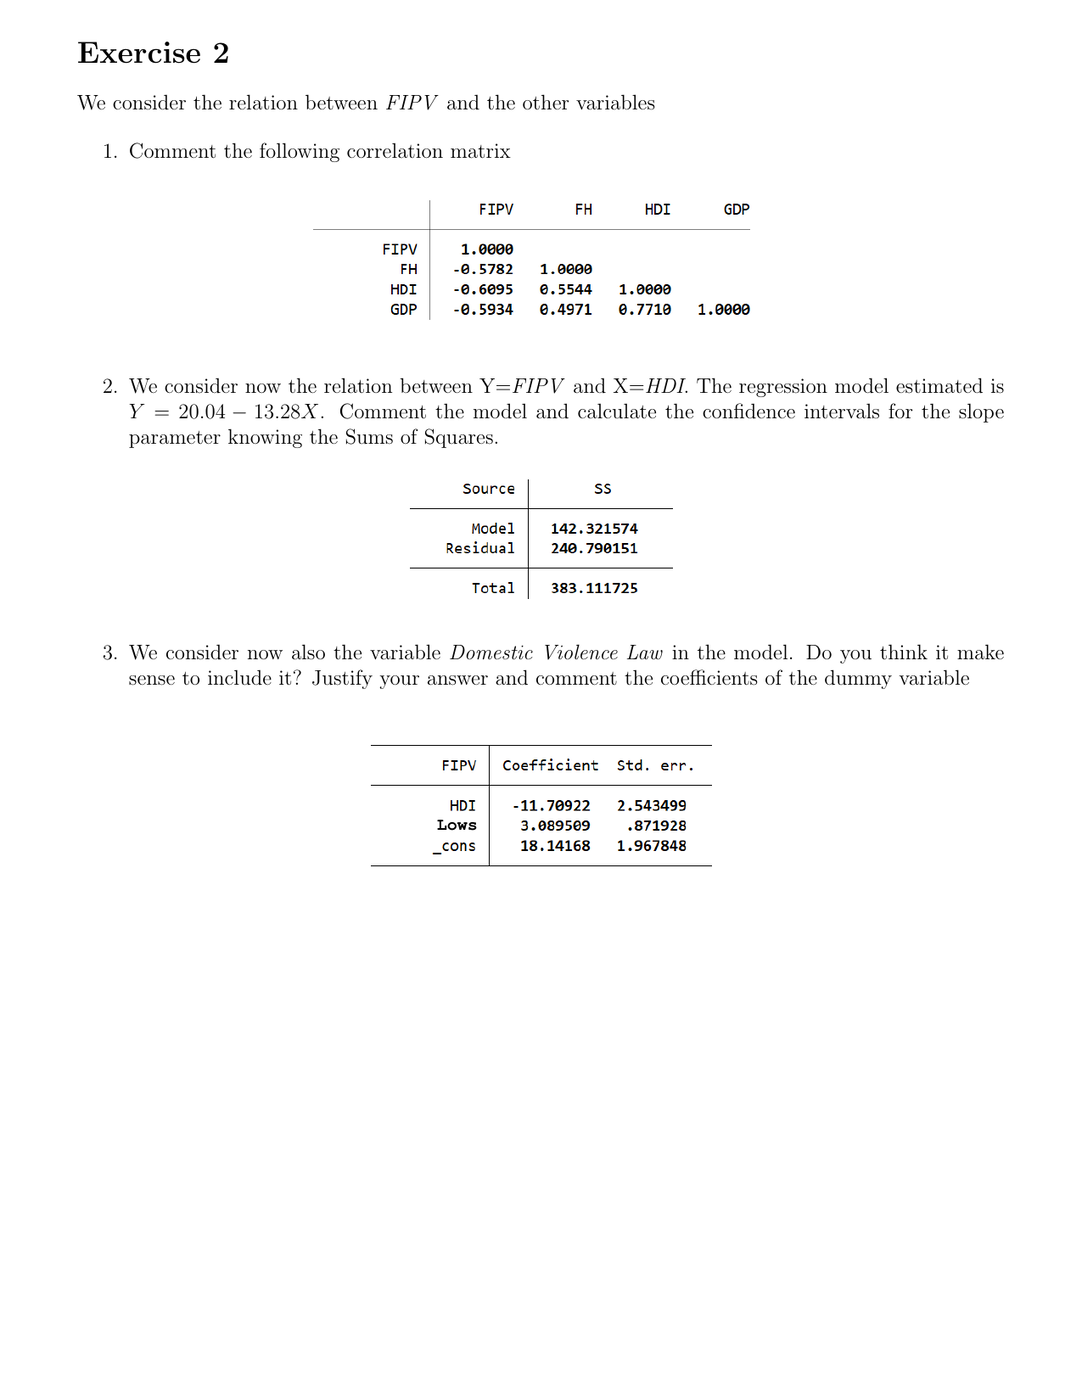 Exercise 2
We consider the relation between FIPV and the other variables
1. Comment the following correlation matrix
FIPV FH HDI GDP
FIPV 1.0000
FH -0.5782 1.0000
HDI -0.6095 0.5544 1.0000
GDP -0.5934 0.4971 0.7710 1.0000
2. We consider now the relation between Y=FIPV and X=HDI. The regression model estimated is
Y = 20.04 − 13.28X. Comment the model and calculate the confidence intervals for the slope
parameter knowing the Sums of Squares.
Source SS
Model 142.321574
Residual 240.790151
Total 383.111725
3. We consider now also the variable Domestic Violence Law in the model. Do you think it make
sense to include it? Justify your answer and comment the coefficients of the dummy variable
FIPV Coefficient Std. err.
HDI -11.70922 2.543499
Lows 3.089509 .871928
_cons 18.14168 1.967848